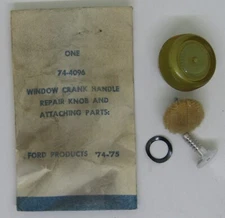 ONE
74-4096
WINDOW CRANK HANDLE
REPAIR KNOB AND
ATTACHING PARTS:
FORD PRODUCTS '74-75